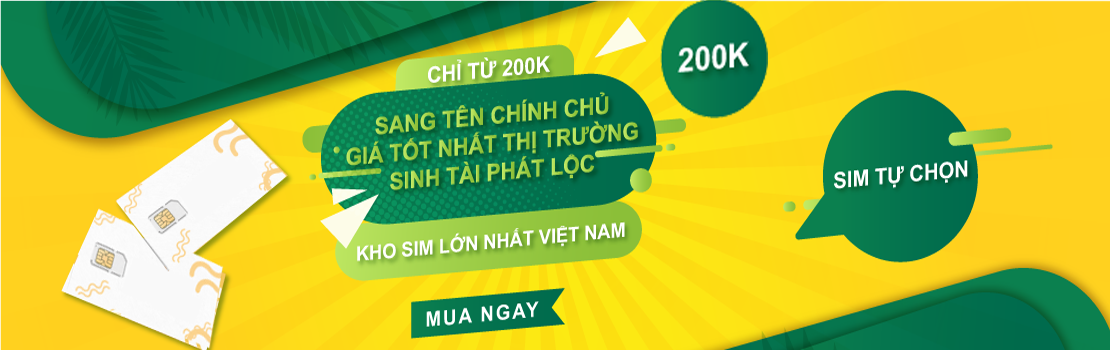 CHỈ TỪ 200K
SANG TÊN CHÍNH CHỦ
GIÁ TỐT NHẤT THỊ TRƯỜNG
SINH TÀI PHÁT LỘC
KHO SIM LỚN NHẤT VIỆT NAM
MUA NGAY
200K
SIM TỰ CHỌN